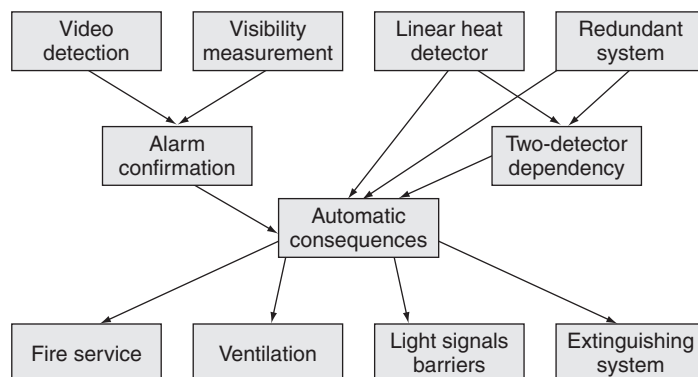 Video
detection
Visibility
measurement
Linear heat
detector
Redundant
system
Alarm
confirmation
Two-detector
dependency
Automatic
consequences
Fire service
Ventilation
Light signals
barriers
Extinguishing
system